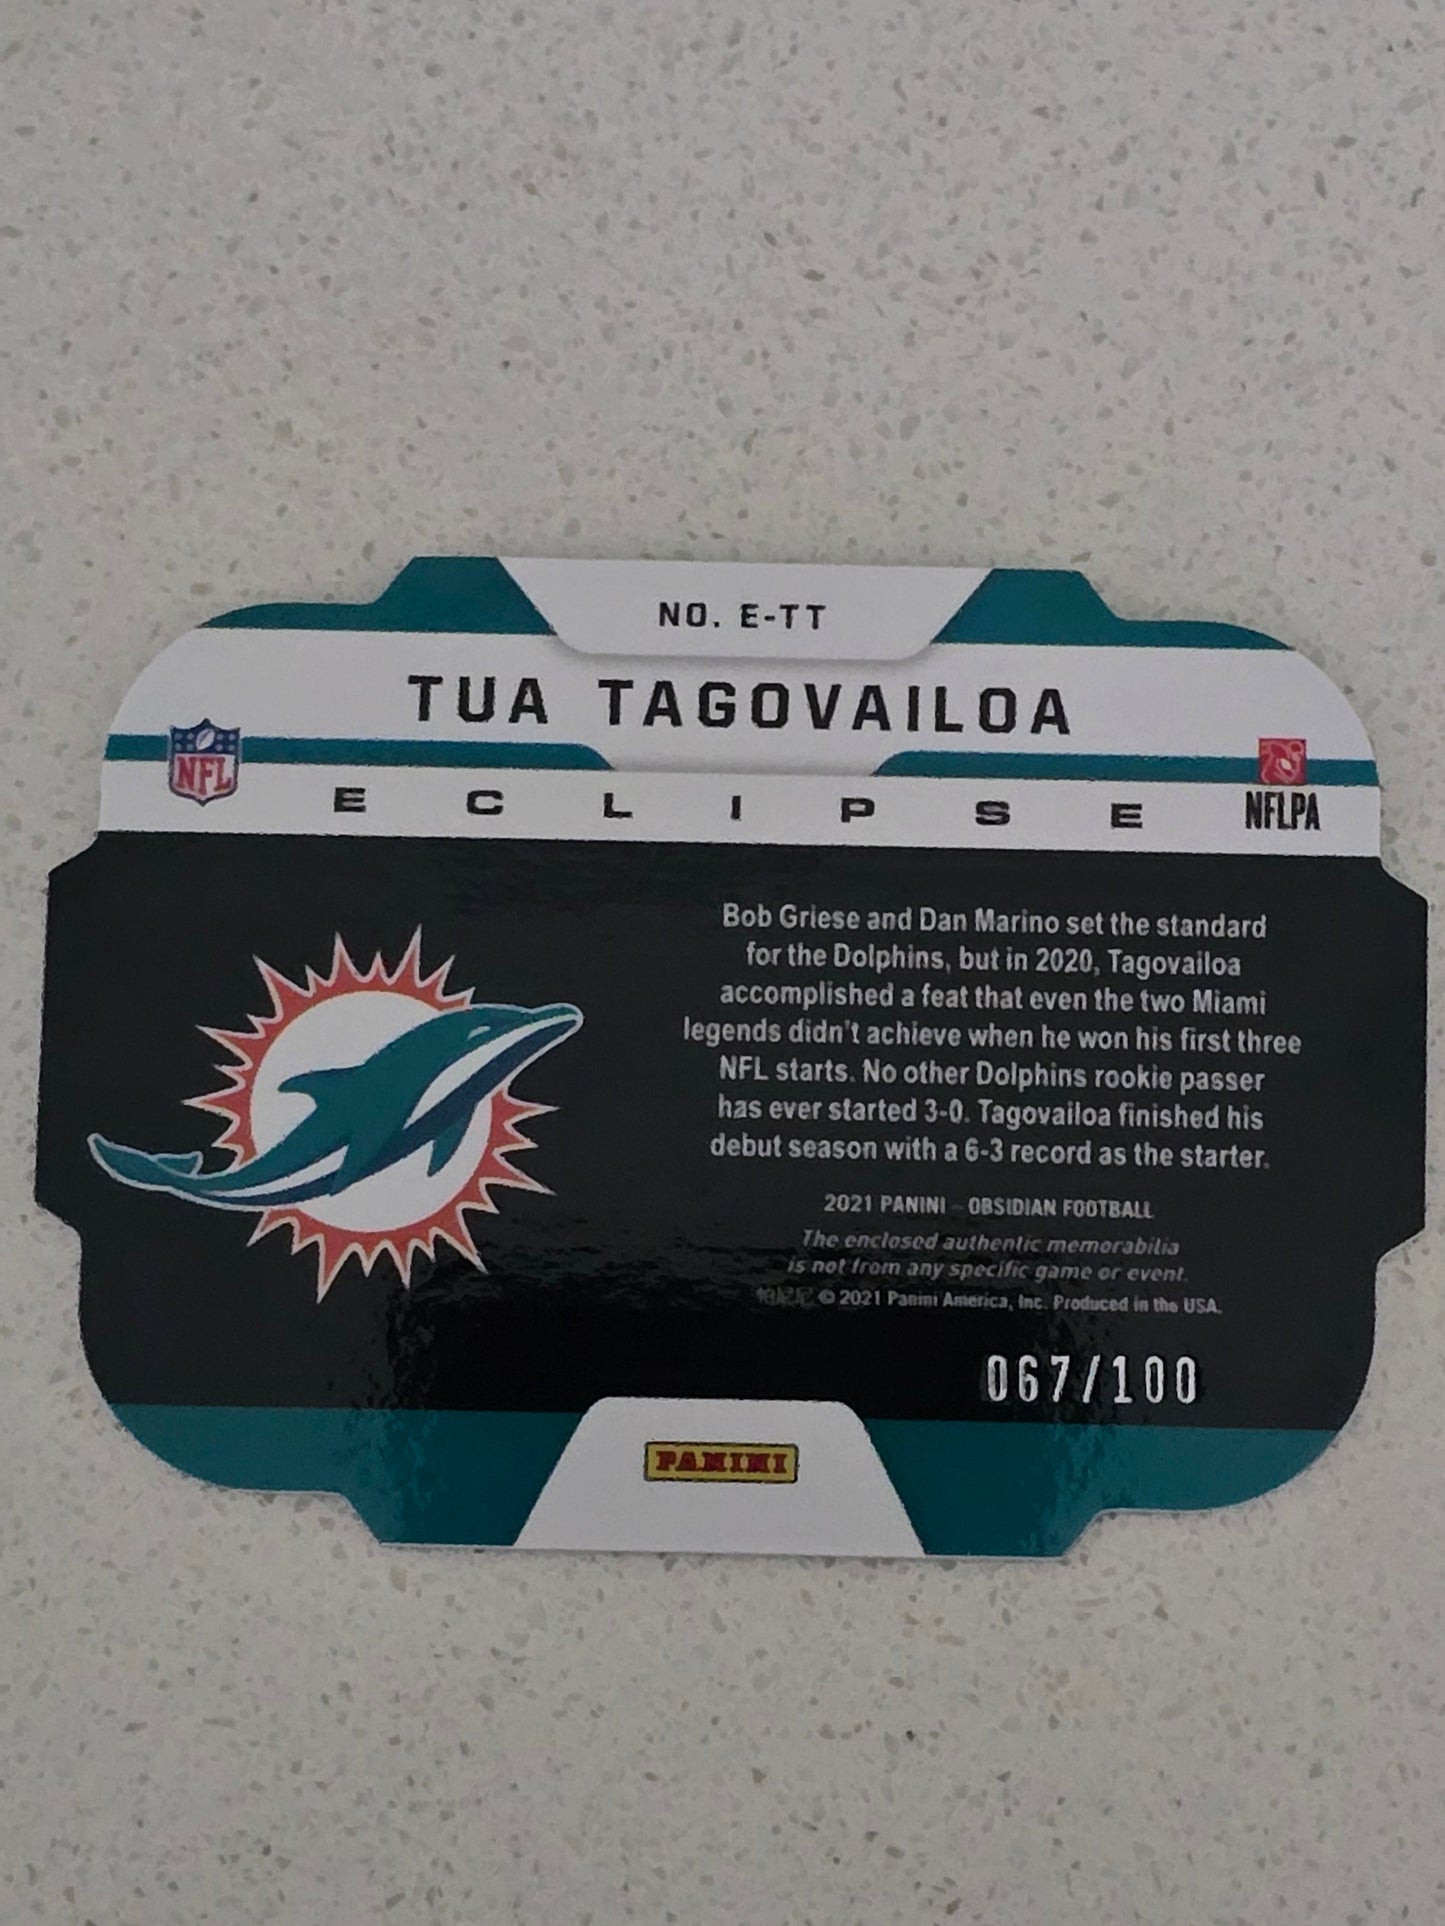 NO. E-TT
TUA TAGOVAILOA
NFL
ECLIPSE
NFLPA
Bob Griese and Dan Marino set the standard
for the Dolphins, but in 2020, Tagovailoa
accomplished a feat that even the two Miami
legends didn't achieve when he won his first three
NFL starts. No other Dolphins rookie passer
has ever started 3-0. Tagovailoa finished his
debut season with a 6-3 record as the starter.
2021 PANINI – OBSIDIAN FOOTBALL
The enclosed authentic memorabilia
is not from any specific game or event.
帕尼尼 © 2021 Panini America, Inc. Produced in the USA.
067/100
PANINI